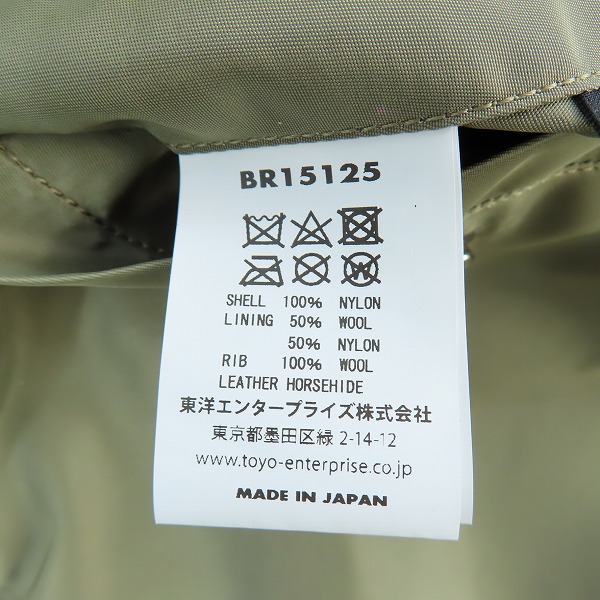 BR15125
SHELL 100% NYLON
LINING 50% WOOL
50% NYLON
RIB 100% WOOL
LEATHER HORSEHIDE
東洋エンタープライズ株式会社
東京都墨田区緑 2-14-12
www.toyo-enterprise.co.jp
MADE IN JAPAN